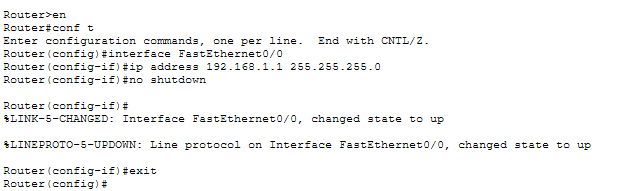 Router>en
Router#conf t
Enter configuration commands, one per line.  End with CNTL/Z.
Router(config)#interface FastEthernet0/0
Router(config-if)#ip address 192.168.1.1 255.255.255.0
Router(config-if)#no shutdown
Router(config-if)#
%LINK-5-CHANGED: Interface FastEthernet0/0, changed state to up
%LINEPROTO-5-UPDOWN: Line protocol on Interface FastEthernet0/0, changed state to up
Router(config-if)#exit
Router(config)#